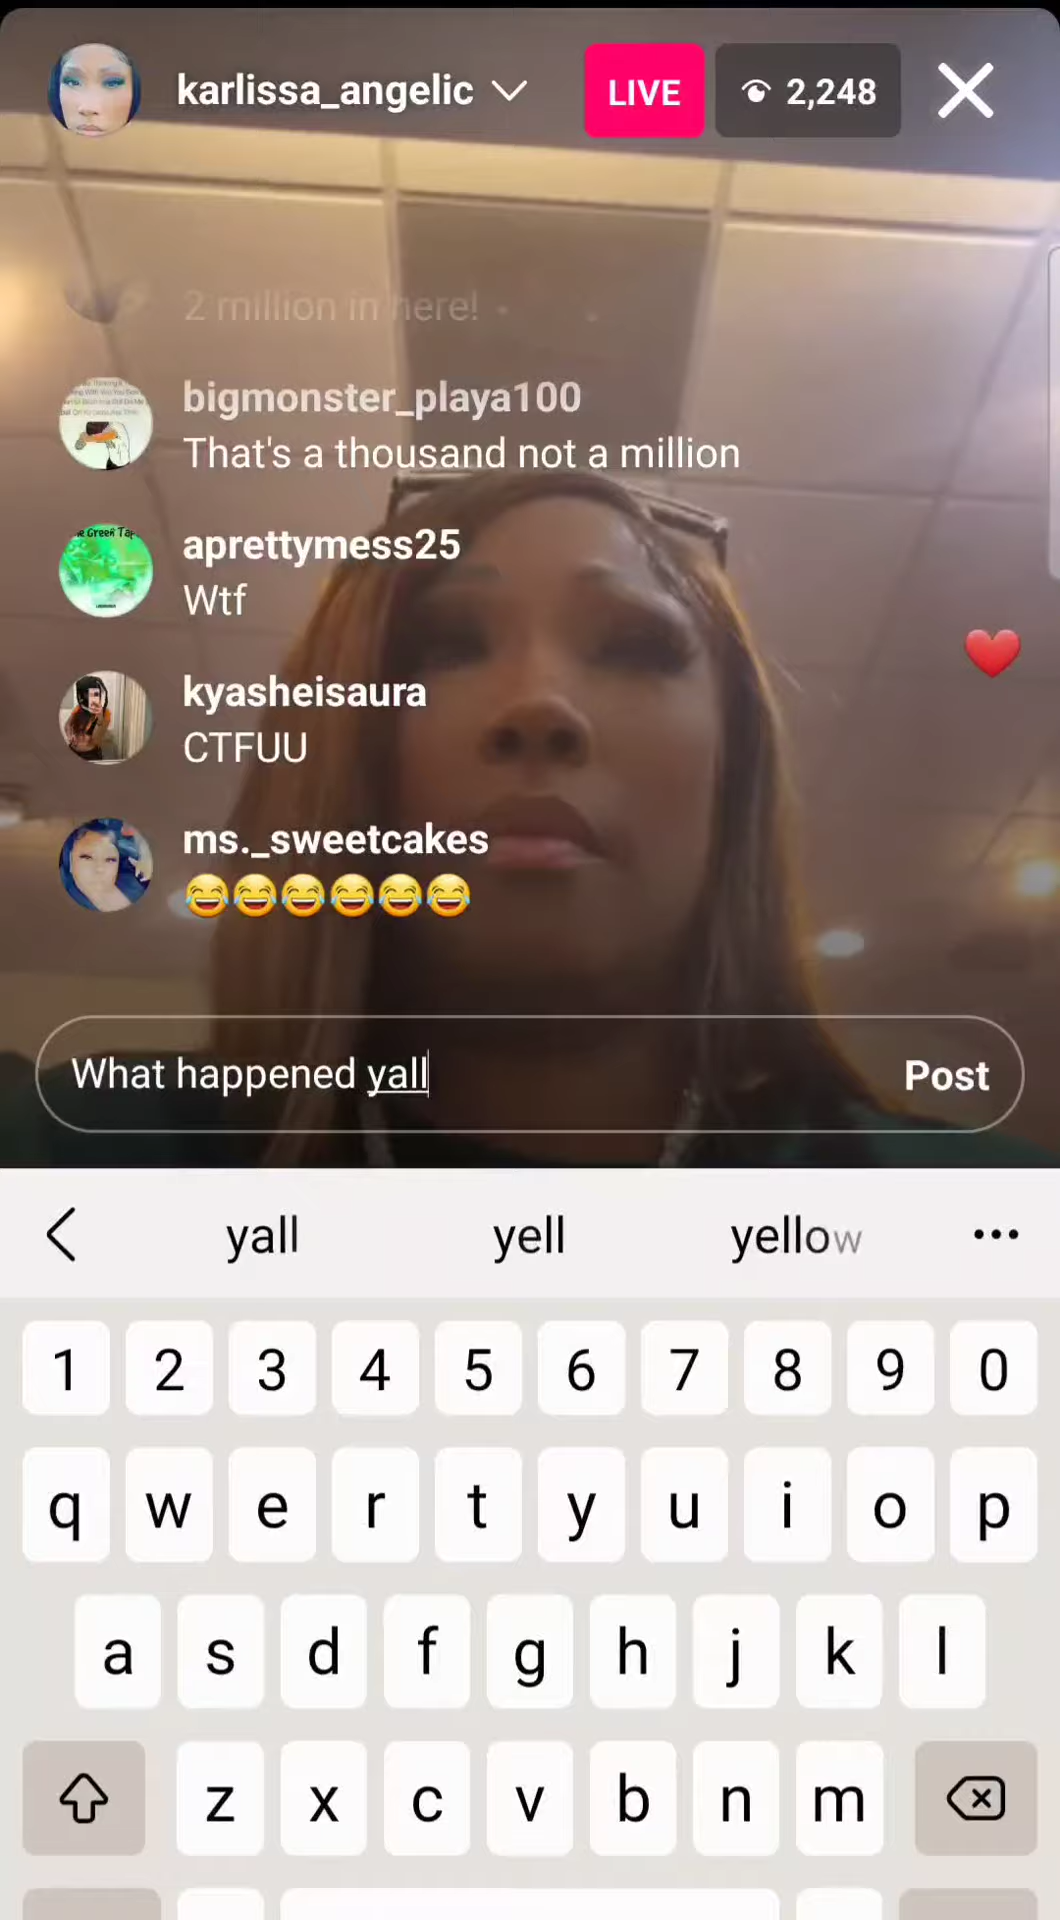 karlissa_angelic
LIVE
2,248
2 million in here!
bigmonster_playa100
That's a thousand not a million
aprettymess25
Wtf
kyasheisaura
CTFUU
ms._sweetcakes
😂😂😂😂😂😂
What happened yall
Post
yall yell yellow
1 2 3 4 5 6 7 8 9 0
q w e r t y u i o p
a s d f g h j k l
z x c v b n m